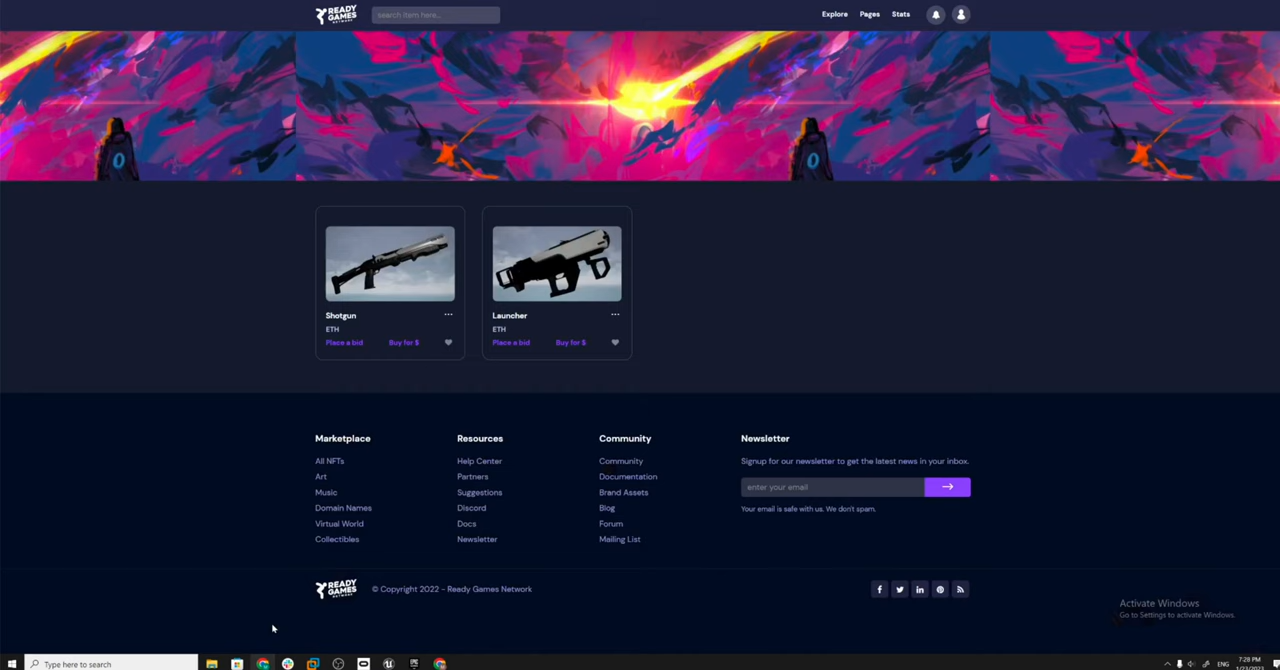 READY
GAMES
NETWORK
search item here...
Explore
Pages
Stats
0
0
Shotgun
...
ETH
Place a bid
Buy for $
Launcher
...
ETH
Place a bid
Buy for $
Marketplace
All NFTs
Art
Music
Domain Names
Virtual World
Collectibles
Resources
Help Center
Partners
Suggestions
Discord
Docs
Newsletter
Community
Community
Documentation
Brand Assets
Blog
Forum
Mailing List
Newsletter
Signup for our newsletter to get the latest news in your inbox.
enter your email
Your email is safe with us. We don't spam.
READY
GAMES
NETWORK
© Copyright 2022 - Ready Games Network
Activate Windows
Go to Settings to activate Windows.
Type here to search
ENG
7:28 PM